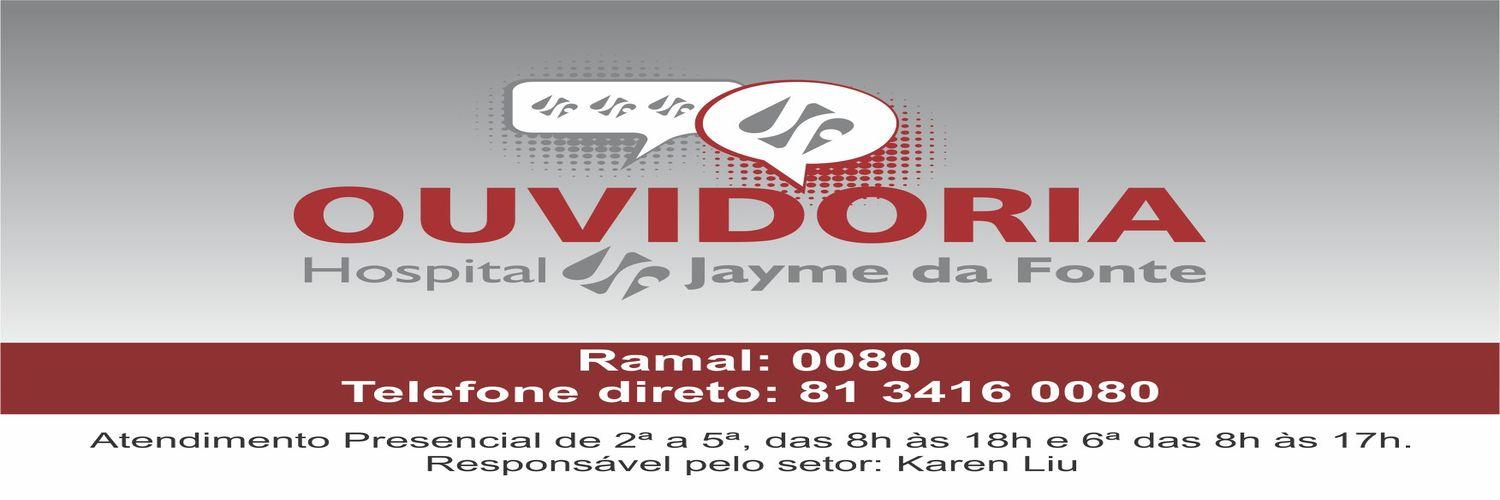 OUVIDORIA
Hospital Jayme da Fonte
Ramal: 0080
Telefone direto: 81 3416 0080
Atendimento Presencial de 2ª a 5ª, das 8h às 18h e 6ª das 8h às 17h.
Responsável pelo setor: Karen Liu